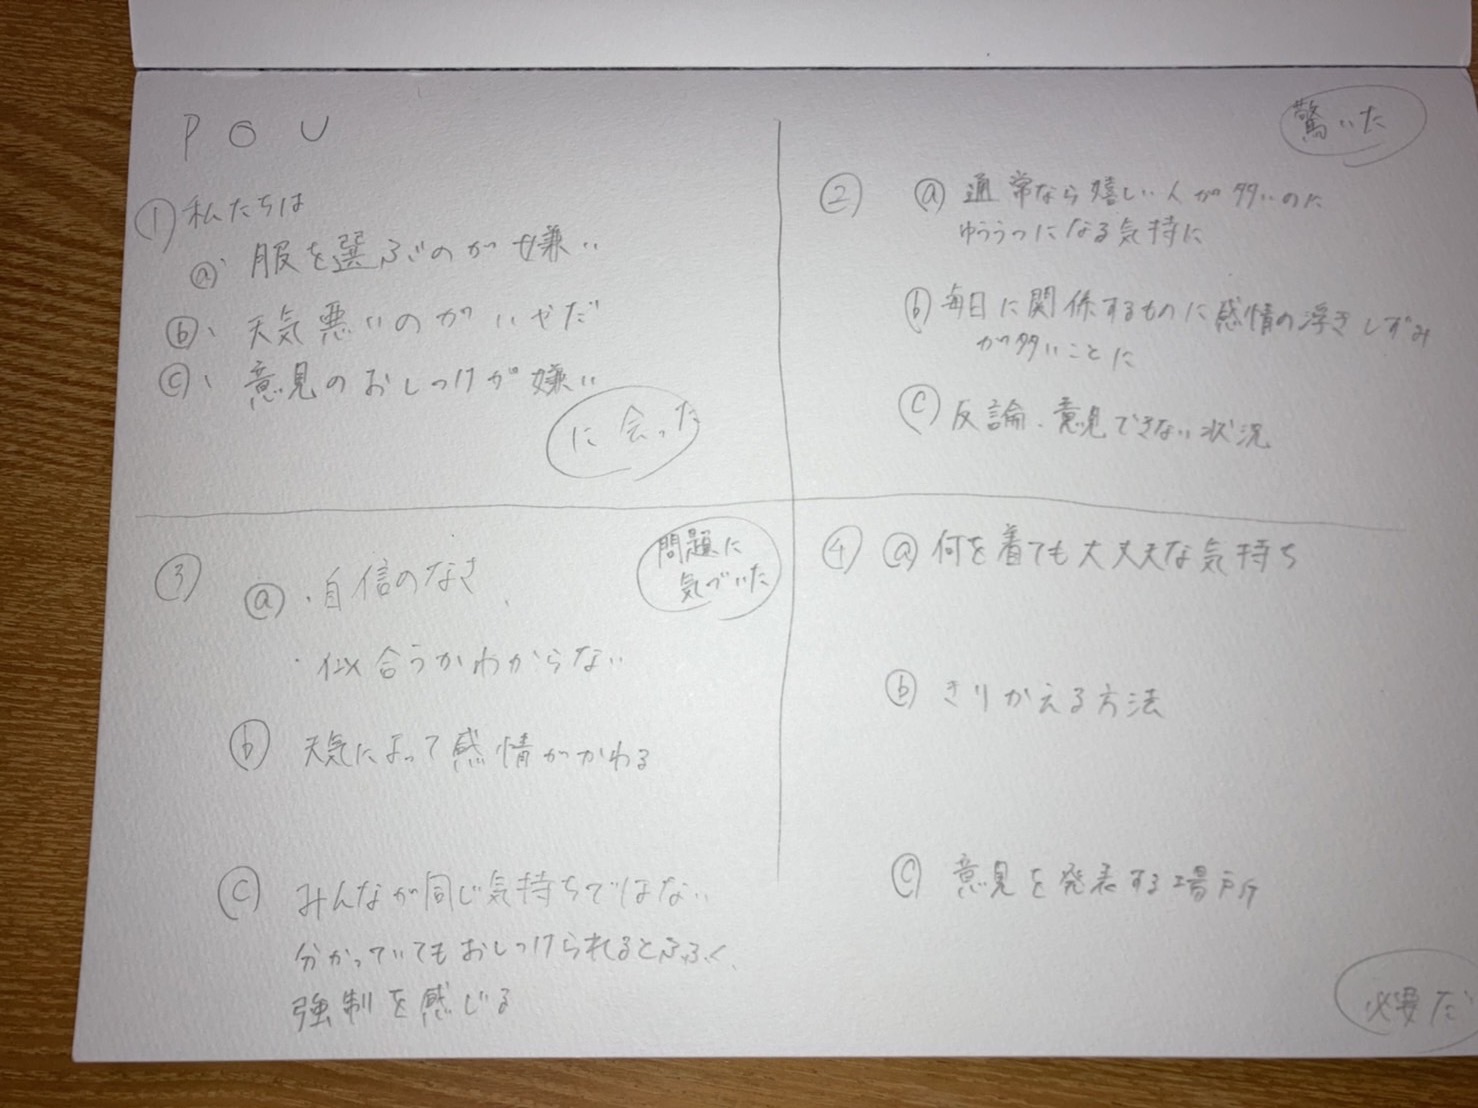 POU
① 私たちは
ⓐ、服を選ぶのが嫌い
ⓑ、天気悪いのがいやだ
ⓒ、意見のおしつけが嫌い
に会った
驚いた
② ⓐ 通常なら嬉しい人が多いのに
ゆううつになる気持に
ⓑ 毎日に関係するものに感情の浮きしずみ
が多いことに
ⓒ 反論、意見できない状況
問題に
気づいた
③ ⓐ ・自信のなさ
・似合うかわからない
ⓑ 天気によって感情がかわる
ⓒ みんなが同じ気持ちではない
分かっていてもおしつけられるとふふく、
強制を感じる
④ ⓐ 何を着ても大丈夫な気持ち
ⓑ きりかえる方法
ⓒ 意見を発表する場所
必要だ